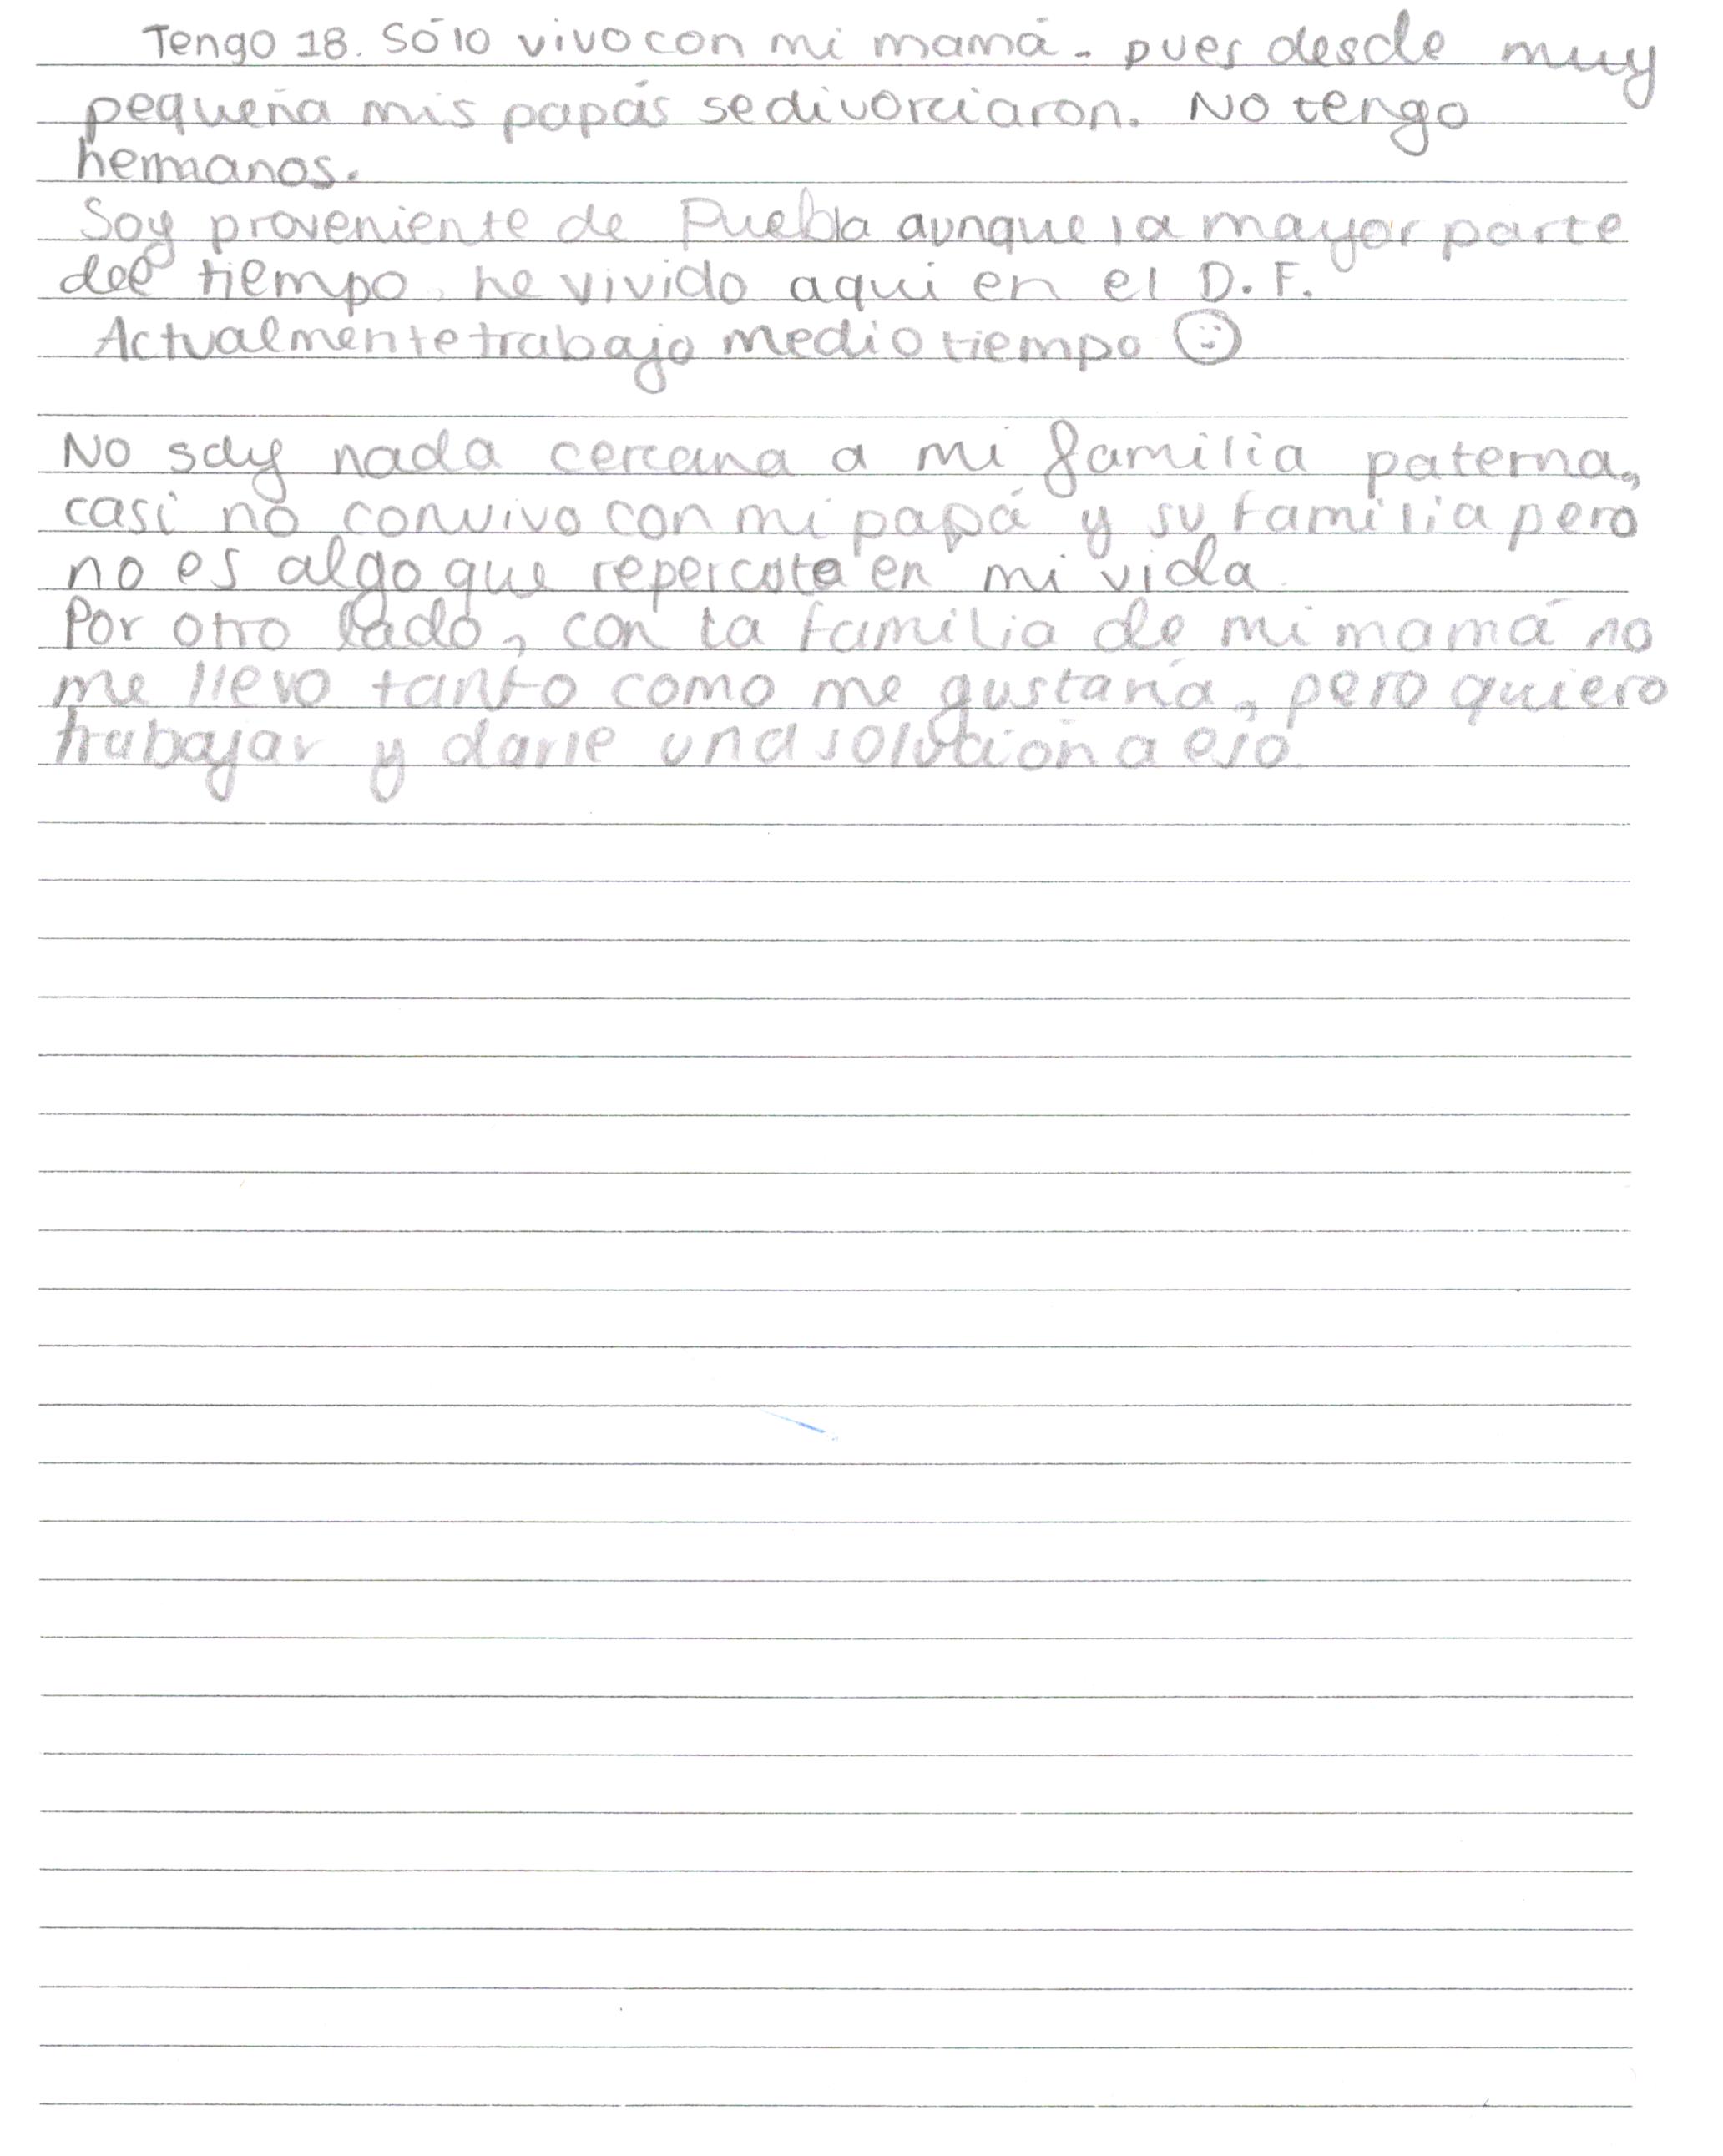 Tengo 18. Sólo vivo con mi mamá. pues desde muy
pequeña mis papás se divorciaron. No tengo
hermanos.
Soy proveniente de Puebla aunque la mayor parte
del tiempo he vivido aqui en el D.F.
Actualmente trabajo medio tiempo ☺
No soy nada cercana a mi familia paterna,
casi no convivo con mi papá y su familia pero
no es algo que repercuta en mi vida
Por otro lado, con la familia de mi mamá no
me llevo tanto como me gustaría, pero quiero
trabajar y darle una solución a eso